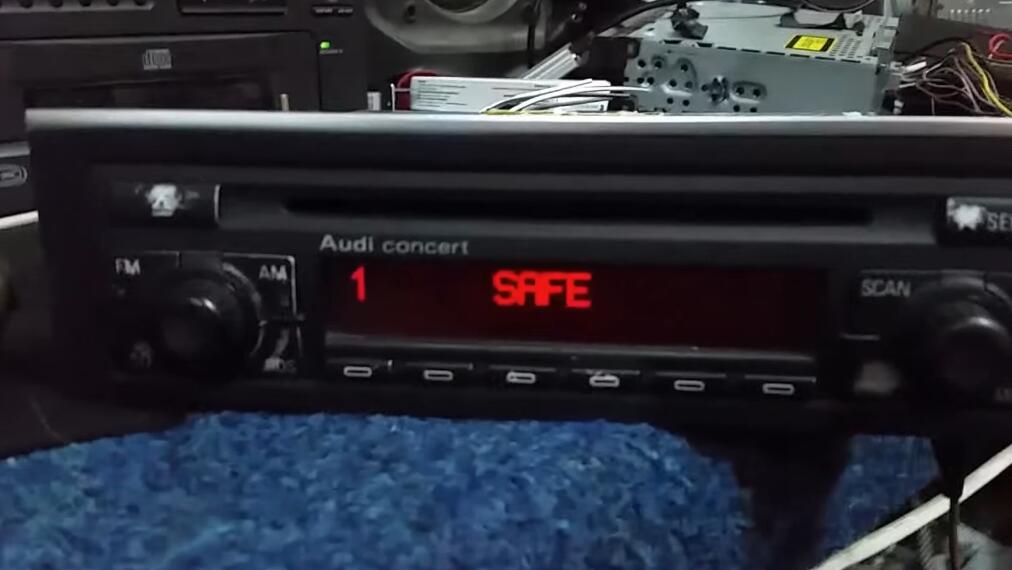 Audi concert
FM
AM
1 SAFE
SCAN